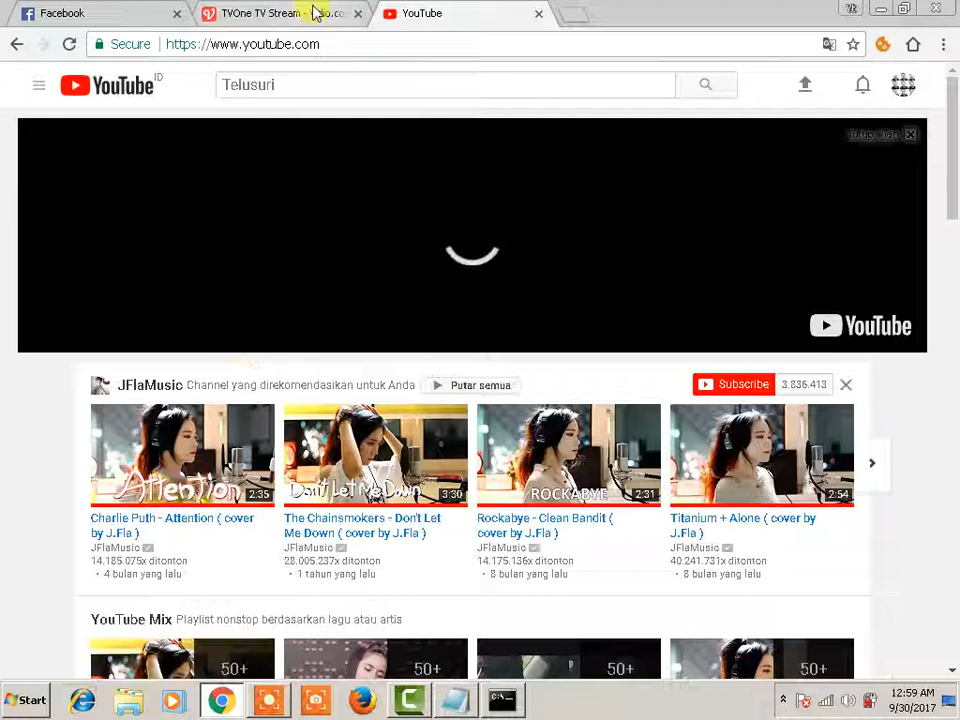 Facebook
TVOne TV Stream -
YouTube
Secure
https://www.youtube.com
YouTube ID
Telusuri
Tutup iklan
YouTube
JFlaMusic Channel yang direkomendasikan untuk Anda
Putar semua
Subscribe 3.836.413
Attention
2:35
Don't Let Me Down
3:30
ROCKABYE
2:31
2:54
Charlie Puth - Attention ( cover
by J.Fla )
JFlaMusic
14.185.075x ditonton
• 4 bulan yang lalu
The Chainsmokers - Don't Let
Me Down ( cover by J.Fla )
JFlaMusic
28.005.237x ditonton
• 1 tahun yang lalu
Rockabye - Clean Bandit (
cover by J.Fla )
JFlaMusic
14.175.136x ditonton
• 8 bulan yang lalu
Titanium + Alone ( cover by
J.Fla )
JFlaMusic
40.241.731x ditonton
• 8 bulan yang lalu
YouTube Mix Playlist nonstop berdasarkan lagu atau artis
50+
50+
50+
50+
Start
C:\_
12:59 AM
9/30/2017